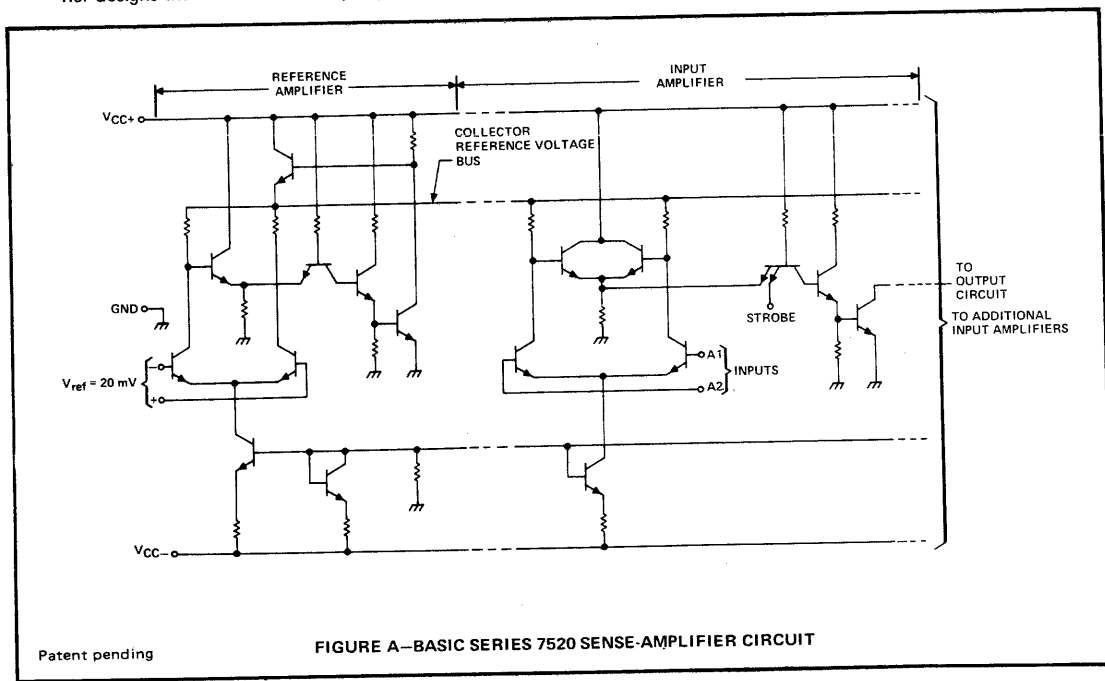 REFERENCE
AMPLIFIER
INPUT
AMPLIFIER
VCC+
COLLECTOR
REFERENCE VOLTAGE
BUS
GND
STROBE
TO
OUTPUT
CIRCUIT
TO ADDITIONAL
INPUT AMPLIFIERS
Vref = 20 mV
−
+
A1
A2
INPUTS
VCC−
Patent pending
FIGURE A—BASIC SERIES 7520 SENSE-AMPLIFIER CIRCUIT